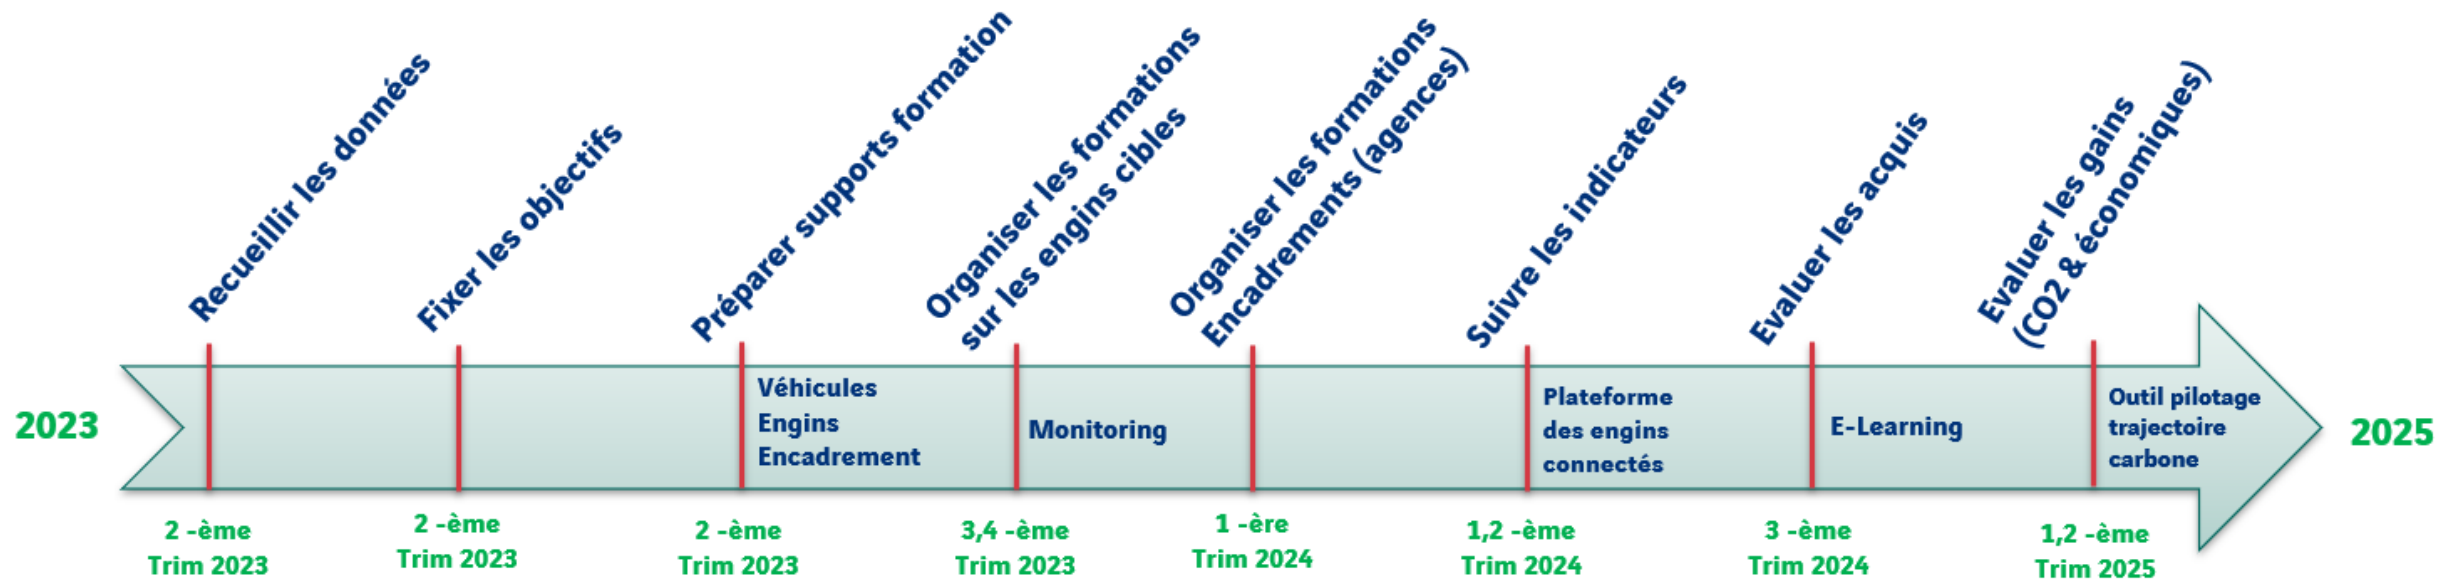 Recueillir les données
Fixer les objectifs
Préparer supports formation
Organiser les formations
sur les engins cibles
Organiser les formations
Encadrements (agences)
Suivre les indicateurs
Evaluer les acquis
Evaluer les gains
(CO2 & économiques)
2023
Véhicules
Engins
Encadrement
Monitoring
Plateforme
des engins
connectés
E-Learning
Outil pilotage
trajectoire
carbone
2025
2 -ème
Trim 2023
2 -ème
Trim 2023
2 -ème
Trim 2023
3,4 -ème
Trim 2023
1 -ère
Trim 2024
1,2 -ème
Trim 2024
3 -ème
Trim 2024
1,2 -ème
Trim 2025